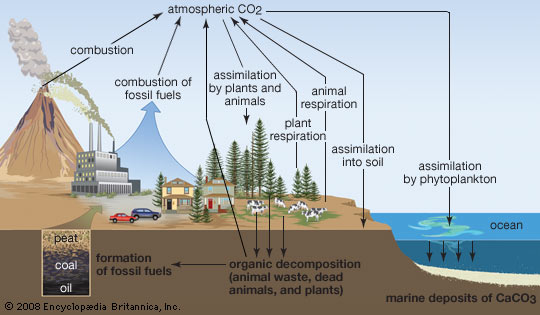 atmospheric CO2
combustion
combustion of
fossil fuels
assimilation
by plants and
animals
animal
respiration
plant
respiration
assimilation
into soil
assimilation
by phytoplankton
ocean
peat
coal
oil
formation
of fossil fuels
organic decomposition
(animal waste, dead
animals, and plants)
marine deposits of CaCO3
© 2008 Encyclopædia Britannica, Inc.